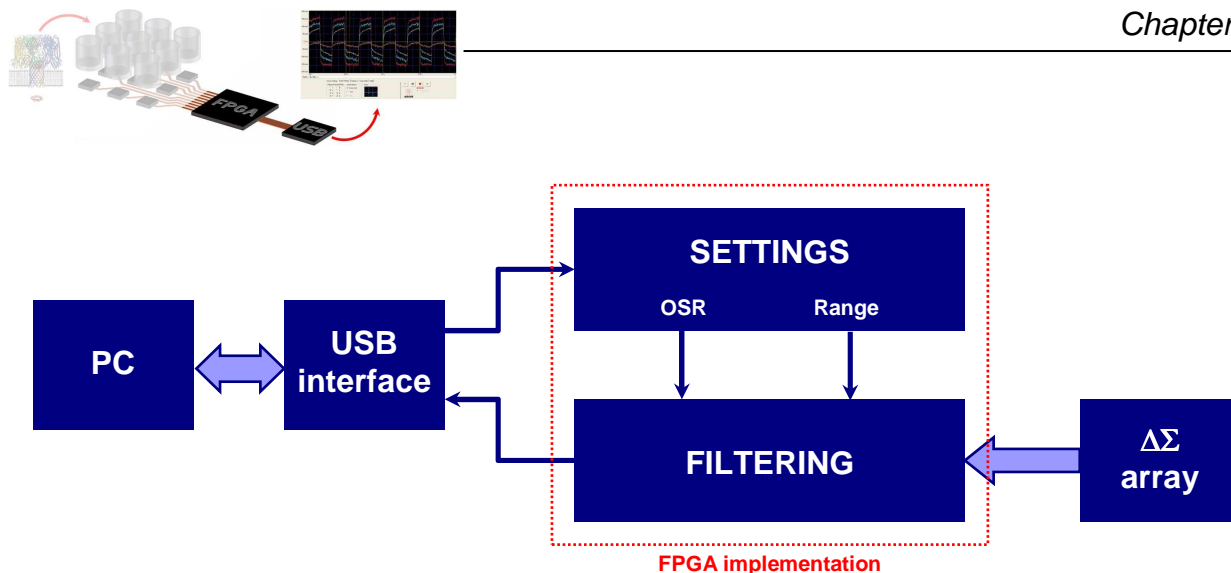 Chapter
FPGA
USB
SETTINGS
OSR Range
PC
USB
interface
FILTERING
ΔΣ
array
FPGA implementation